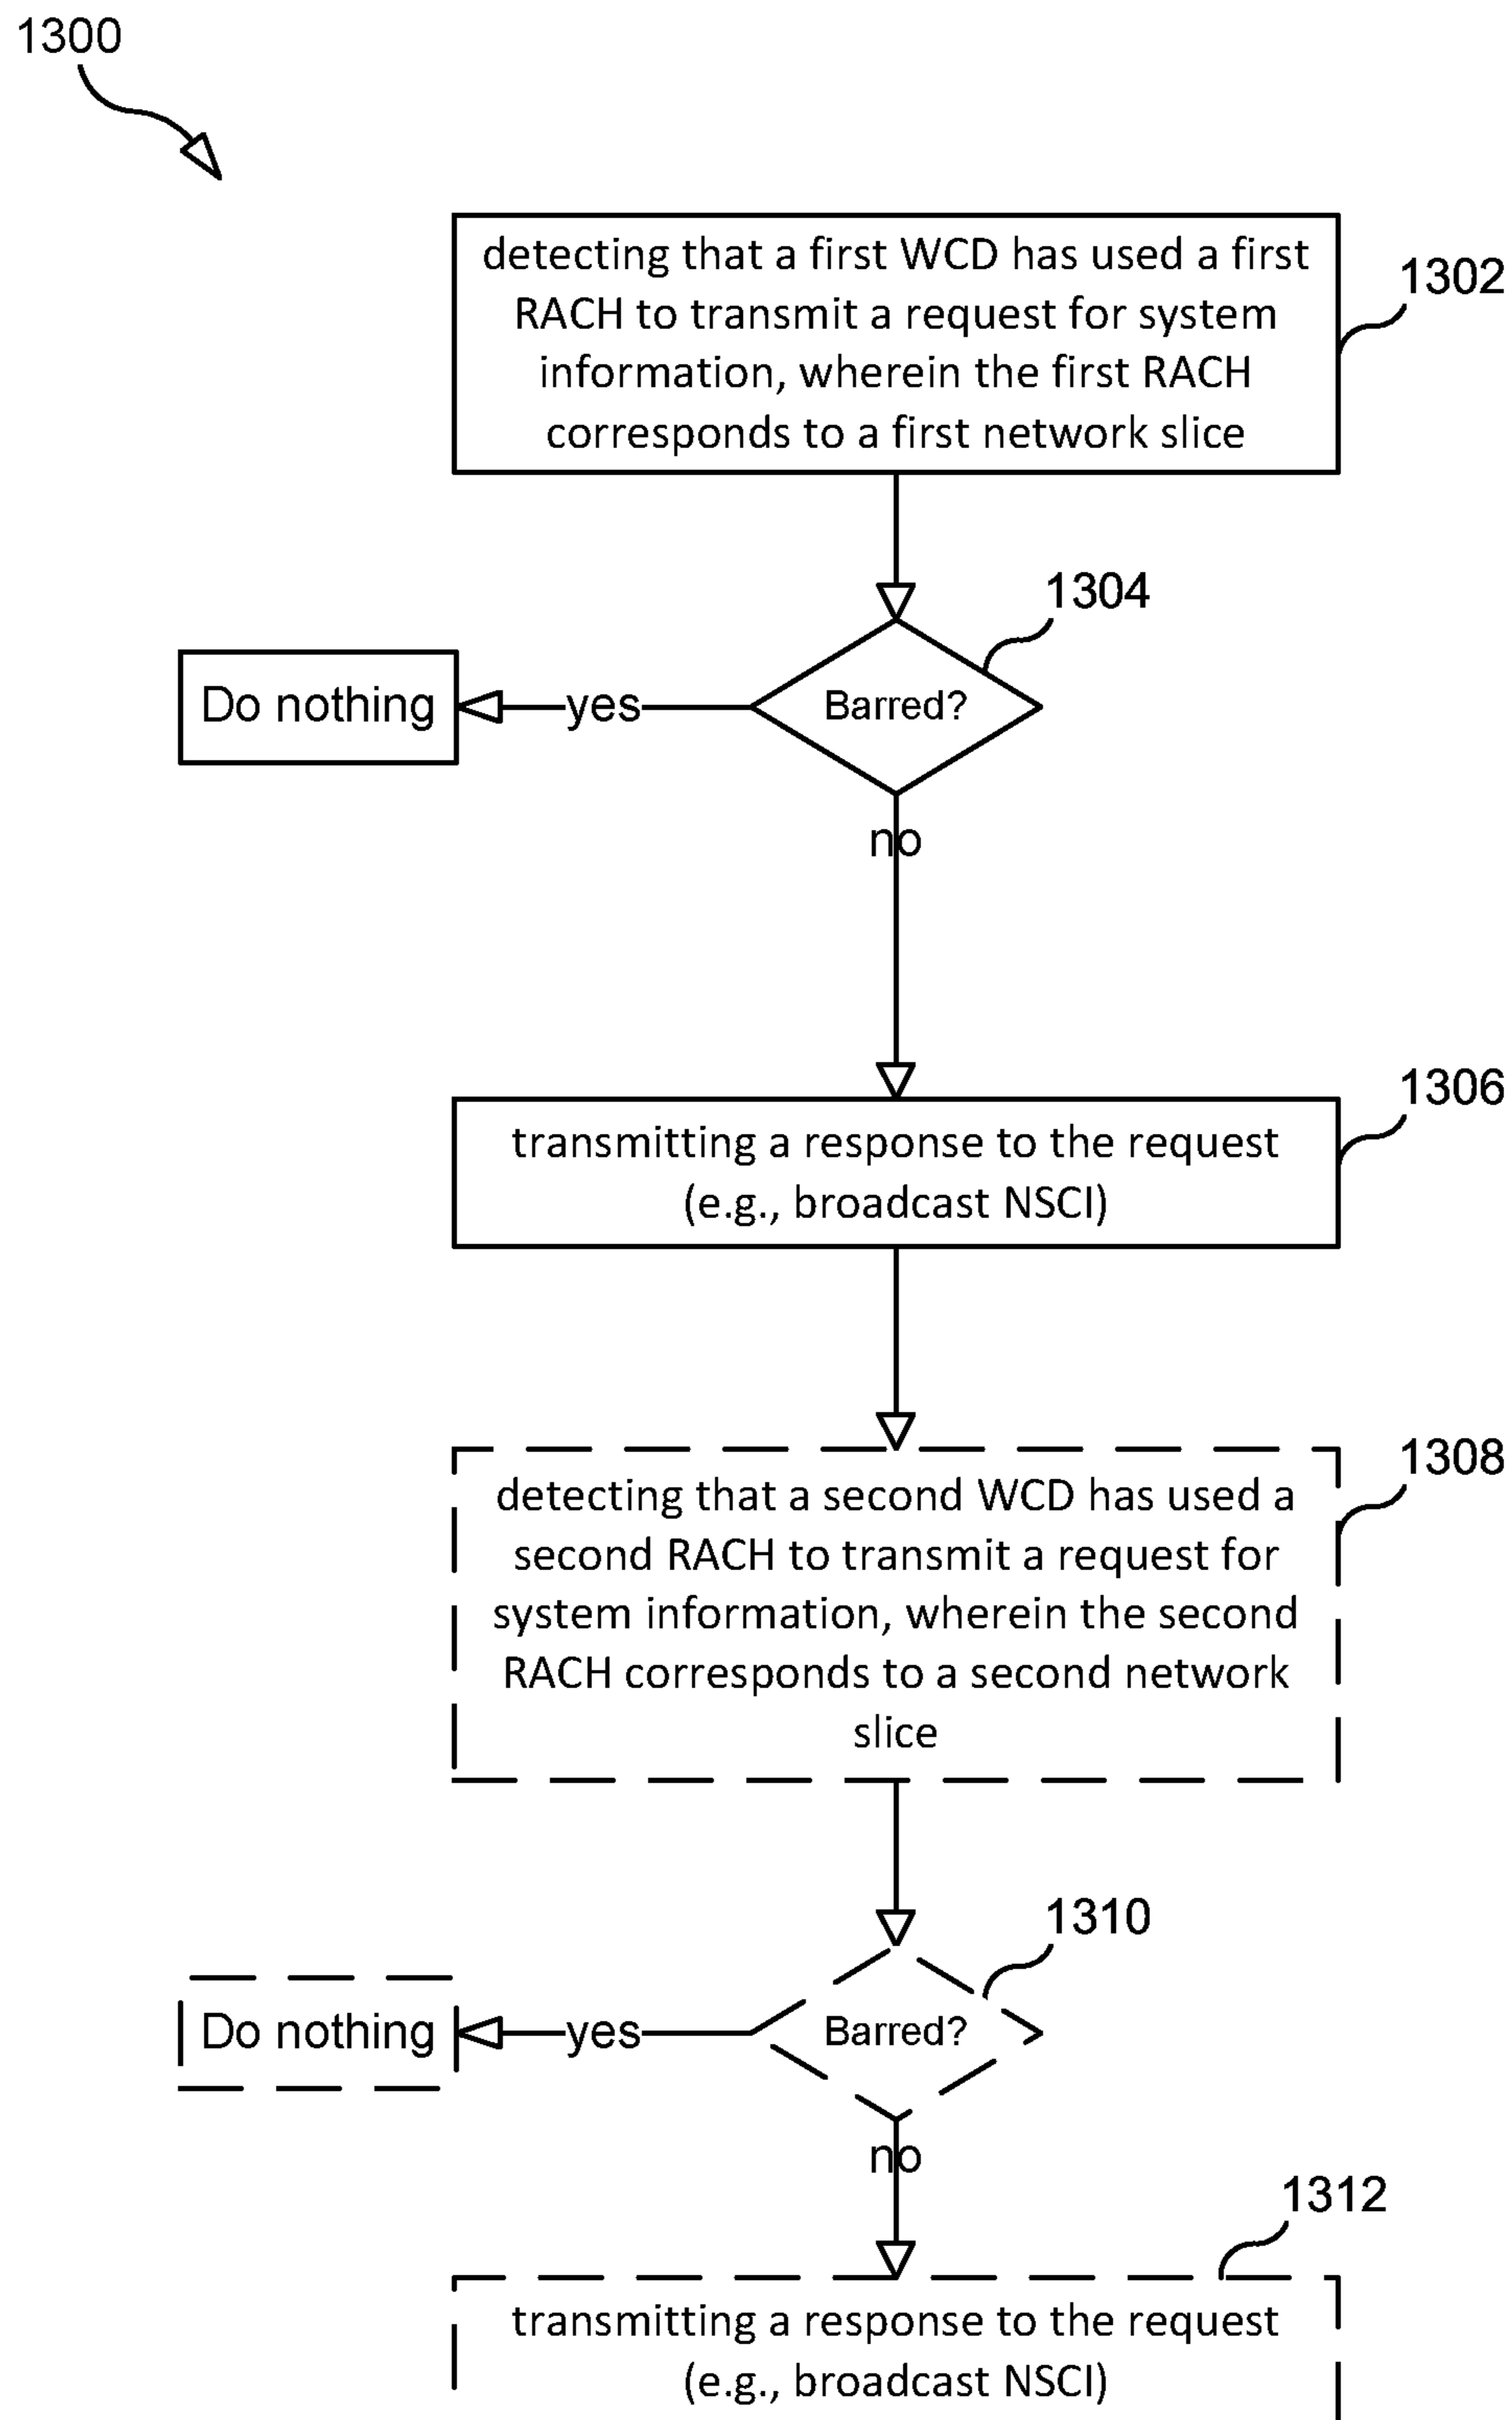 1300
detecting that a first WCD has used a first
RACH to transmit a request for system
information, wherein the first RACH
corresponds to a first network slice
1302
1304
Barred?
yes
Do nothing
no
1306
transmitting a response to the request
(e.g., broadcast NSCI)
1308
detecting that a second WCD has used a
second RACH to transmit a request for
system information, wherein the second
RACH corresponds to a second network
slice
1310
Barred?
yes
Do nothing
no
1312
transmitting a response to the request
(e.g., broadcast NSCI)